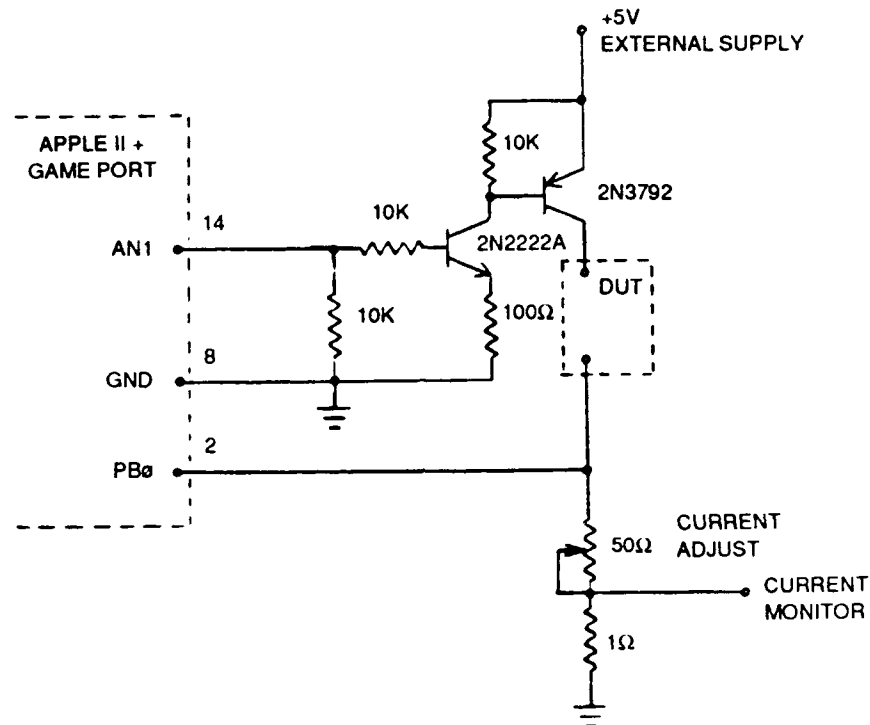 +5V
EXTERNAL SUPPLY
APPLE II +
GAME PORT
10K
2N3792
14
10K
AN1
2N2222A
DUT
10K
100Ω
8
GND
2
PBø
50Ω
CURRENT
ADJUST
CURRENT
MONITOR
1Ω